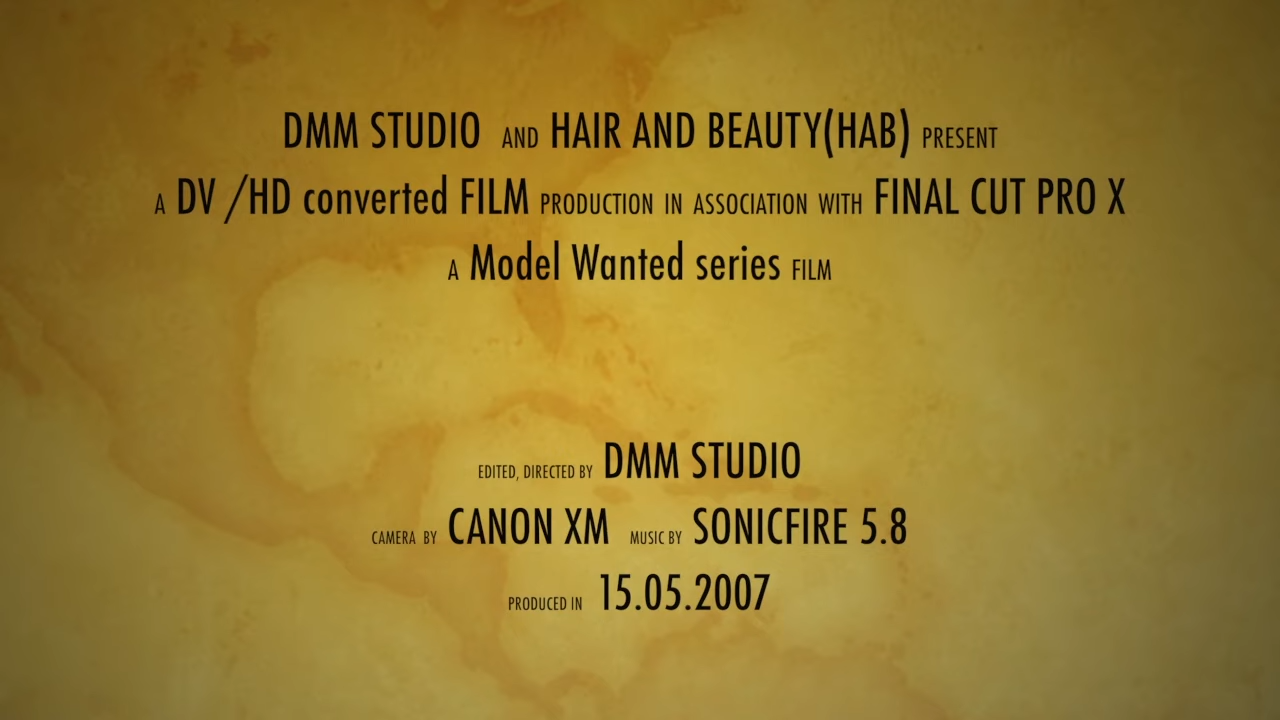 DMM STUDIO AND HAIR AND BEAUTY(HAB) PRESENT
A DV /HD converted FILM PRODUCTION IN ASSOCIATION WITH FINAL CUT PRO X
A Model Wanted series FILM
EDITED, DIRECTED BY DMM STUDIO
CAMERA BY CANON XM MUSIC BY SONICFIRE 5.8
PRODUCED IN 15.05.2007